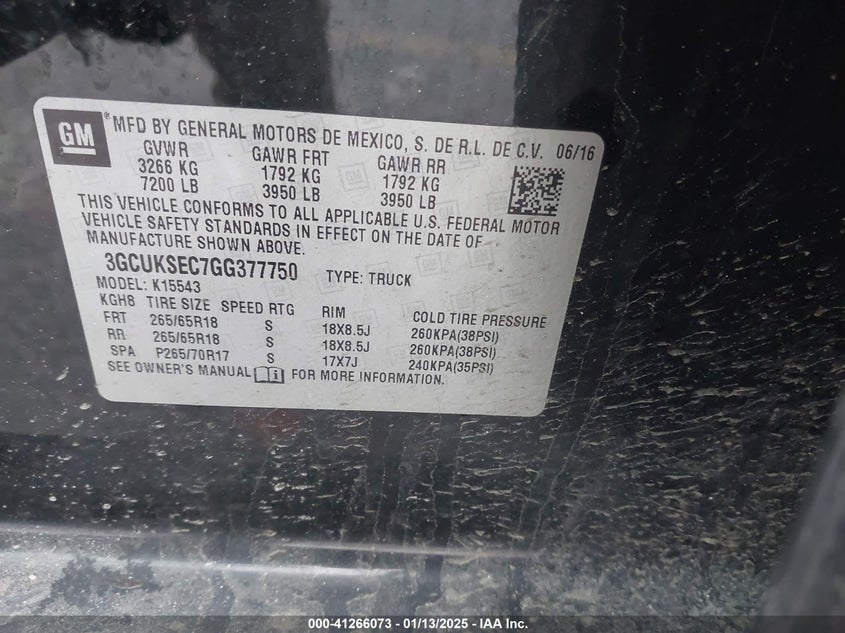 GM ®MFD BY GENERAL MOTORS DE MEXICO, S. DE R.L. DE C.V. 06/16
GVWR GAWR FRT GAWR RR
3266 KG 1792 KG 1792 KG
7200 LB 3950 LB 3950 LB
THIS VEHICLE CONFORMS TO ALL APPLICABLE U.S. FEDERAL MOTOR
VEHICLE SAFETY STANDARDS IN EFFECT ON THE DATE OF
MANUFACTURE SHOWN ABOVE.
3GCUKSEC7GG377750 TYPE: TRUCK
MODEL: K15543
KGH8 TIRE SIZE SPEED RTG RIM COLD TIRE PRESSURE
FRT 265/65R18 S 18X8.5J 260KPA(38PSI)
RR 265/65R18 S 18X8.5J 260KPA(38PSI)
SPA P265/70R17 S 17X7J 240KPA(35PSI)
SEE OWNER'S MANUAL FOR MORE INFORMATION.
000-41266073 — 01/13/2025 — IAA Inc.